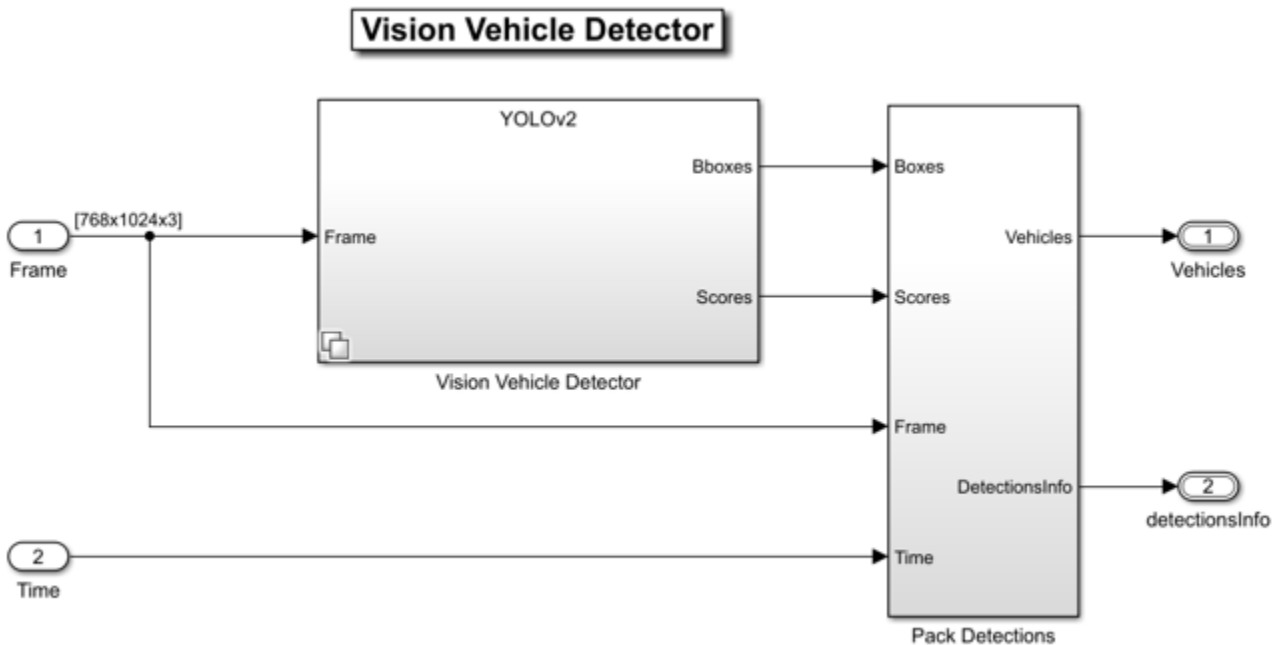 Vision Vehicle Detector
YOLOv2
Bboxes
Boxes
[768x1024x3]
1
Frame
Frame
Vehicles
1
Vehicles
Scores
Scores
Vision Vehicle Detector
Frame
DetectionsInfo
2
detectionsInfo
2
Time
Time
Pack Detections